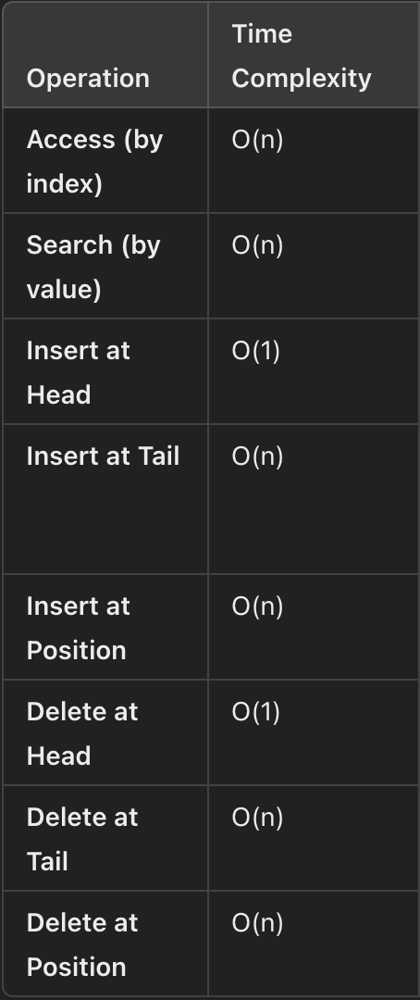 Operation
Time
Complexity
Access (by
index)
O(n)
Search (by
value)
O(n)
Insert at
Head
O(1)
Insert at Tail
O(n)
Insert at
Position
O(n)
Delete at
Head
O(1)
Delete at
Tail
O(n)
Delete at
Position
O(n)